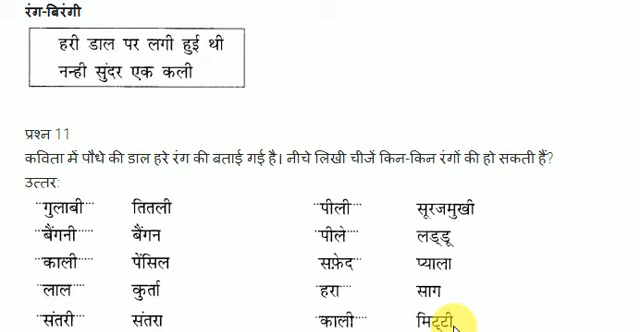 रंग-बिरंगी
हरी डाल पर लगी हुई थी
नन्ही सुंदर एक कली
प्रश्न 11
कविता में पौधे की डाल हरे रंग की बताई गई है। नीचे लिखी चीजें किन-किन रंगों की हो सकती हैं?
उत्तर:
गुलाबी तितली पीली सूरजमुखी
बैंगनी बैंगन पीले लड्डू
काली पेंसिल सफ़ेद प्याला
लाल कुर्ता हरा साग
संतरी संतरा काली मिट्टी